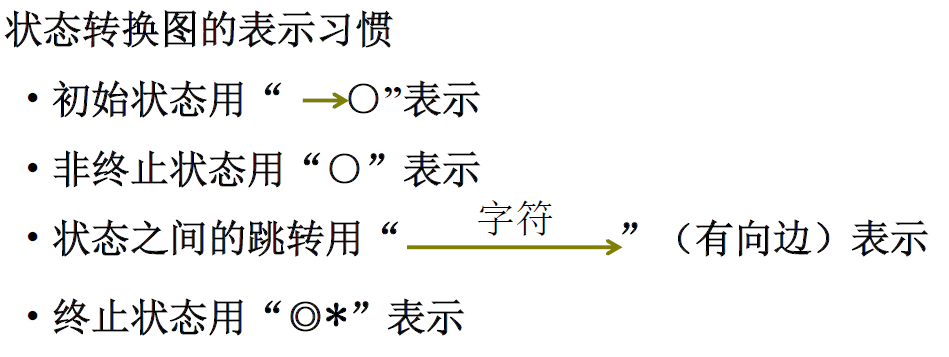 状态转换图的表示习惯
•初始状态用“ →○”表示
•非终止状态用“○”表示
•状态之间的跳转用“字符”（有向边）表示
•终止状态用“◎*”表示